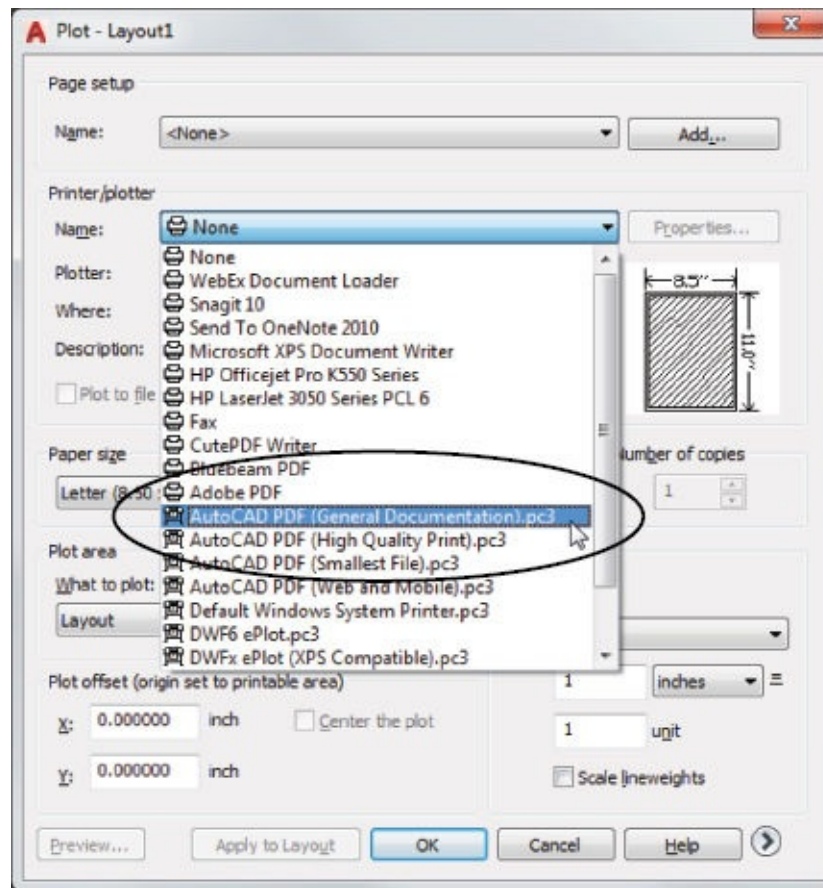 Plot - Layout1
Page setup
Name: <None> Add...
Printer/plotter
Name: None Properties...
None
WebEx Document Loader
Plotter:
Snagit 10
Where:
Send To OneNote 2010
Description: Microsoft XPS Document Writer
HP Officejet Pro K550 Series
Plot to file HP LaserJet 3050 Series PCL 6
Fax
8.5''
11.0''
CutePDF Writer
Paper size
Number of copies
Bluebeam PDF
Letter (8.50 Adobe PDF 1
AutoCAD PDF (General Documentation).pc3
AutoCAD PDF (High Quality Print).pc3
Plot area
AutoCAD PDF (Smallest File).pc3
What to plot: AutoCAD PDF (Web and Mobile).pc3
Layout
Default Windows System Printer.pc3
DWF6 ePlot.pc3
DWFx ePlot (XPS Compatible).pc3
Plot offset (origin set to printable area)
1 inches =
X: 0.000000 inch Center the plot
1 unit
Y: 0.000000 inch
Scale lineweights
Preview... Apply to Layout OK Cancel Help